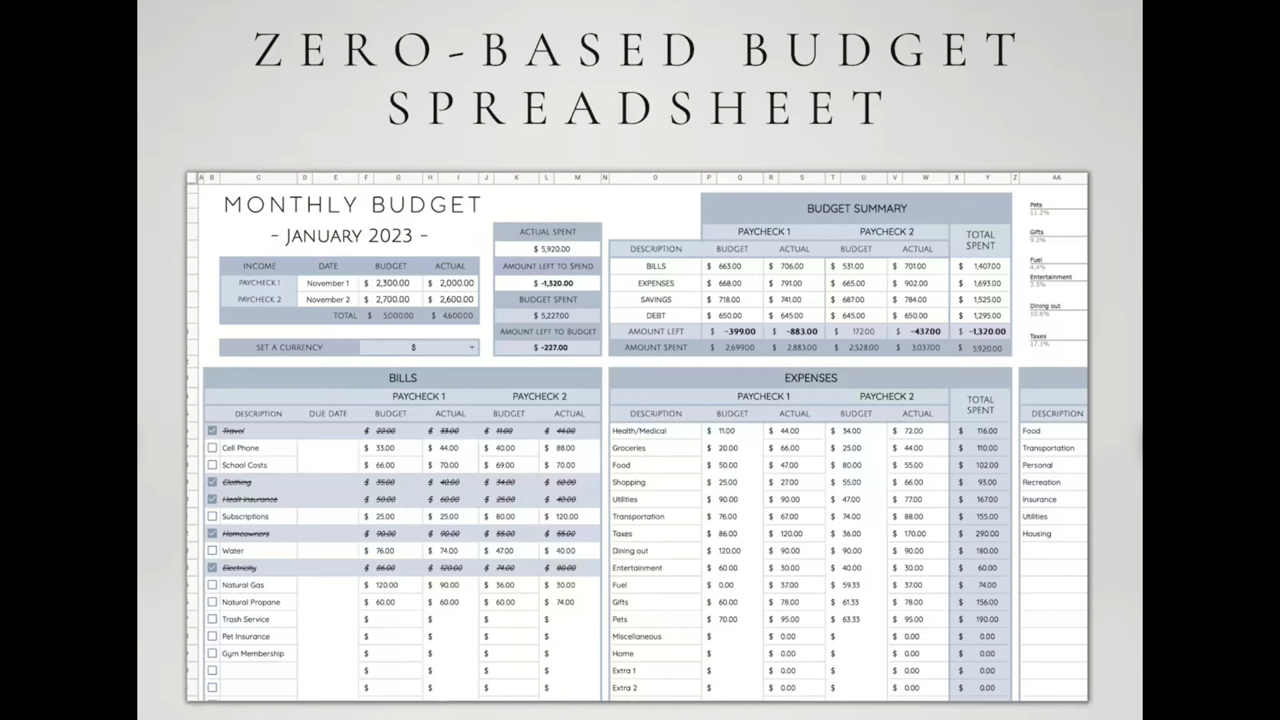 ZERO-BASED BUDGET
SPREADSHEET
A B C D E F G H I J K L M N O P Q R S T U V W X Y Z AA
MONTHLY BUDGET
- JANUARY 2023 -
INCOME DATE BUDGET ACTUAL
PAYCHECK 1 November 1 $ 2,300.00 $ 2,000.00
PAYCHECK 2 November 2 $ 2,700.00 $ 2,600.00
TOTAL $ 5,000.00 $ 4,600.00
SET A CURRENCY: $
ACTUAL SPENT
$ 5,920.00
AMOUNT LEFT TO SPEND
$ -1,320.00
BUDGET SPENT
$ 5,227.00
AMOUNT LEFT TO BUDGET
$ -227.00
BUDGET SUMMARY
PAYCHECK 1 PAYCHECK 2 TOTAL SPENT
DESCRIPTION BUDGET ACTUAL BUDGET ACTUAL
BILLS $ 663.00 $ 706.00 $ 531.00 $ 701.00 $ 1,407.00
EXPENSES $ 668.00 $ 791.00 $ 665.00 $ 902.00 $ 1,693.00
SAVINGS $ 718.00 $ 741.00 $ 687.00 $ 784.00 $ 1,525.00
DEBT $ 650.00 $ 645.00 $ 645.00 $ 650.00 $ 1,295.00
AMOUNT LEFT $ -399.00 $ -883.00 $ 172.00 $ -437.00 $ -1,320.00
AMOUNT SPENT $ 2,699.00 $ 2,883.00 $ 2,528.00 $ 3,037.00 $ 5,920.00
Pets
11.2%
Gifts
9.2%
Fuel
4.4%
Entertainment
3.5%
Dining out
10.6%
Taxes
17.1%
BILLS
PAYCHECK 1 PAYCHECK 2
DESCRIPTION DUE DATE BUDGET ACTUAL BUDGET ACTUAL
Travel $ 22.00 $ 33.00 $ 11.00 $ 44.00
Cell Phone $ 33.00 $ 44.00 $ 40.00 $ 88.00
School Costs $ 66.00 $ 70.00 $ 69.00 $ 70.00
Clothing $ 35.00 $ 40.00 $ 34.00 $ 60.00
Healt Insurance $ 50.00 $ 60.00 $ 25.00 $ 40.00
Subscriptions $ 25.00 $ 25.00 $ 80.00 $ 120.00
Homeowners $ 90.00 $ 90.00 $ 55.00 $ 55.00
Water $ 76.00 $ 74.00 $ 47.00 $ 40.00
Electricity $ 86.00 $ 120.00 $ 74.00 $ 80.00
Natural Gas $ 120.00 $ 90.00 $ 36.00 $ 30.00
Natural Propane $ 60.00 $ 60.00 $ 60.00 $ 74.00
Trash Service $ $ $ $
Pet Insurance $ $ $ $
Gym Membership $ $ $ $
$ $ $ $
$ $ $ $
EXPENSES
PAYCHECK 1 PAYCHECK 2 TOTAL SPENT
DESCRIPTION BUDGET ACTUAL BUDGET ACTUAL
Health/Medical $ 11.00 $ 44.00 $ 34.00 $ 72.00 $ 116.00
Groceries $ 20.00 $ 66.00 $ 25.00 $ 44.00 $ 110.00
Food $ 50.00 $ 47.00 $ 80.00 $ 55.00 $ 102.00
Shopping $ 25.00 $ 27.00 $ 55.00 $ 66.00 $ 93.00
Utilities $ 90.00 $ 90.00 $ 47.00 $ 77.00 $ 167.00
Transportation $ 76.00 $ 67.00 $ 74.00 $ 88.00 $ 155.00
Taxes $ 86.00 $ 120.00 $ 36.00 $ 170.00 $ 290.00
Dining out $ 120.00 $ 90.00 $ 90.00 $ 90.00 $ 180.00
Entertainment $ 60.00 $ 30.00 $ 40.00 $ 30.00 $ 60.00
Fuel $ 0.00 $ 37.00 $ 59.33 $ 37.00 $ 74.00
Gifts $ 60.00 $ 78.00 $ 61.33 $ 78.00 $ 156.00
Pets $ 70.00 $ 95.00 $ 63.33 $ 95.00 $ 190.00
Miscellaneous $ $ 0.00 $ $ 0.00 $ 0.00
Home $ $ 0.00 $ $ 0.00 $ 0.00
Extra 1 $ $ 0.00 $ $ 0.00 $ 0.00
Extra 2 $ $ 0.00 $ $ 0.00 $ 0.00
DESCRIPTION
Food
Transportation
Personal
Recreation
Insurance
Utilities
Housing